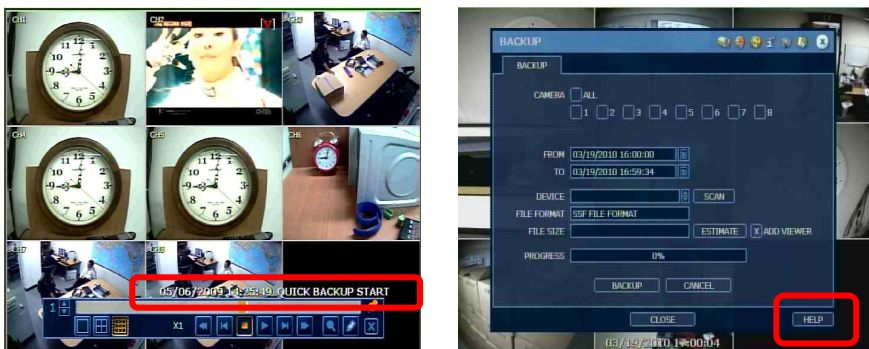 CH1
CH2
CH3
CH4
CH5
CH6
CH7
CH8
05/06/2009 14:25:49 QUICK BACKUP START
1
X1
X
BACKUP
X
BACKUP
CAMERA ALL
1 2 3 4 5 6 7 8
FROM 03/19/2010 16:00:00
TO 03/19/2010 16:59:34
DEVICE SCAN
FILE FORMAT SSF FILE FORMAT
FILE SIZE ESTIMATE X ADD VIEWER
PROGRESS 0%
BACKUP CANCEL
CLOSE HELP
03/19/2010 17:00:04